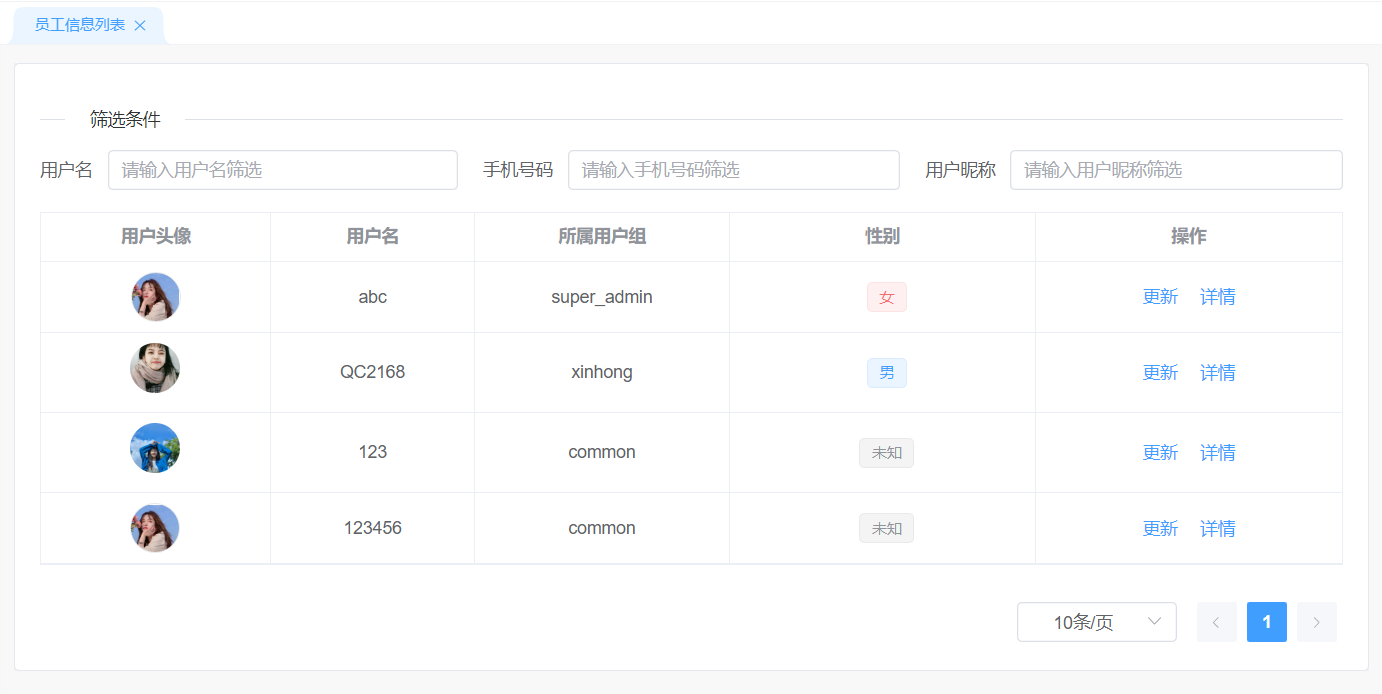 员工信息列表
筛选条件
用户名 请输入用户名筛选 手机号码 请输入手机号码筛选 用户昵称 请输入用户昵称筛选
用户头像 用户名 所属用户组 性别 操作
abc super_admin 女 更新 详情
QC2168 xinhong 男 更新 详情
123 common 未知 更新 详情
123456 common 未知 更新 详情
10条/页 1